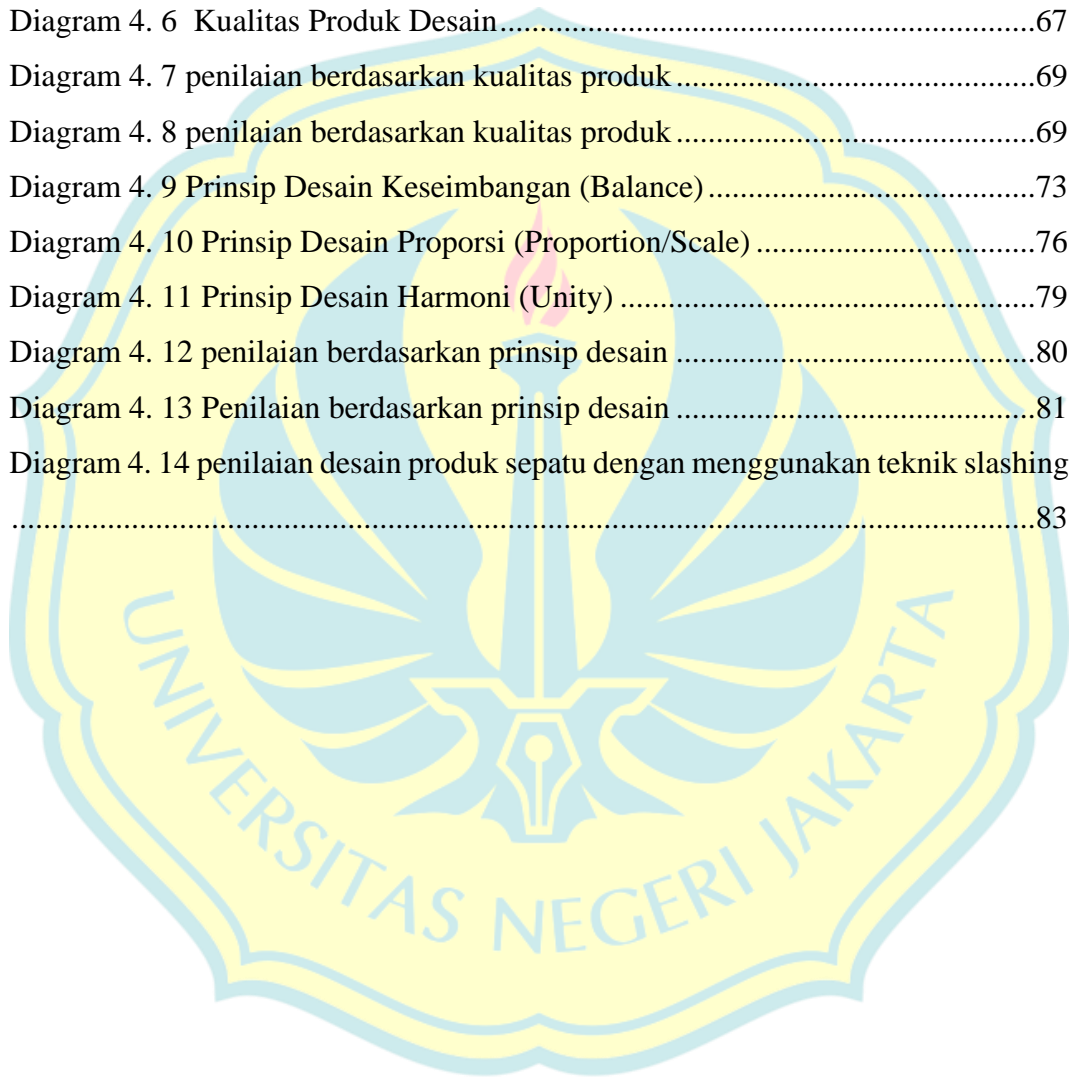 Diagram 4. 6  Kualitas Produk Desain....................................................................67
Diagram 4. 7 penilaian berdasarkan kualitas produk .............................................69
Diagram 4. 8 penilaian berdasarkan kualitas produk .............................................69
Diagram 4. 9 Prinsip Desain Keseimbangan (Balance) .........................................73
Diagram 4. 10 Prinsip Desain Proporsi (Proportion/Scale) ...................................76
Diagram 4. 11 Prinsip Desain Harmoni (Unity) ....................................................79
Diagram 4. 12 penilaian berdasarkan prinsip desain .............................................80
Diagram 4. 13 Penilaian berdasarkan prinsip desain .............................................81
Diagram 4. 14 penilaian desain produk sepatu dengan menggunakan teknik slashing
..................................................................................................................................83
UNIVERSITAS NEGERI JAKARTA